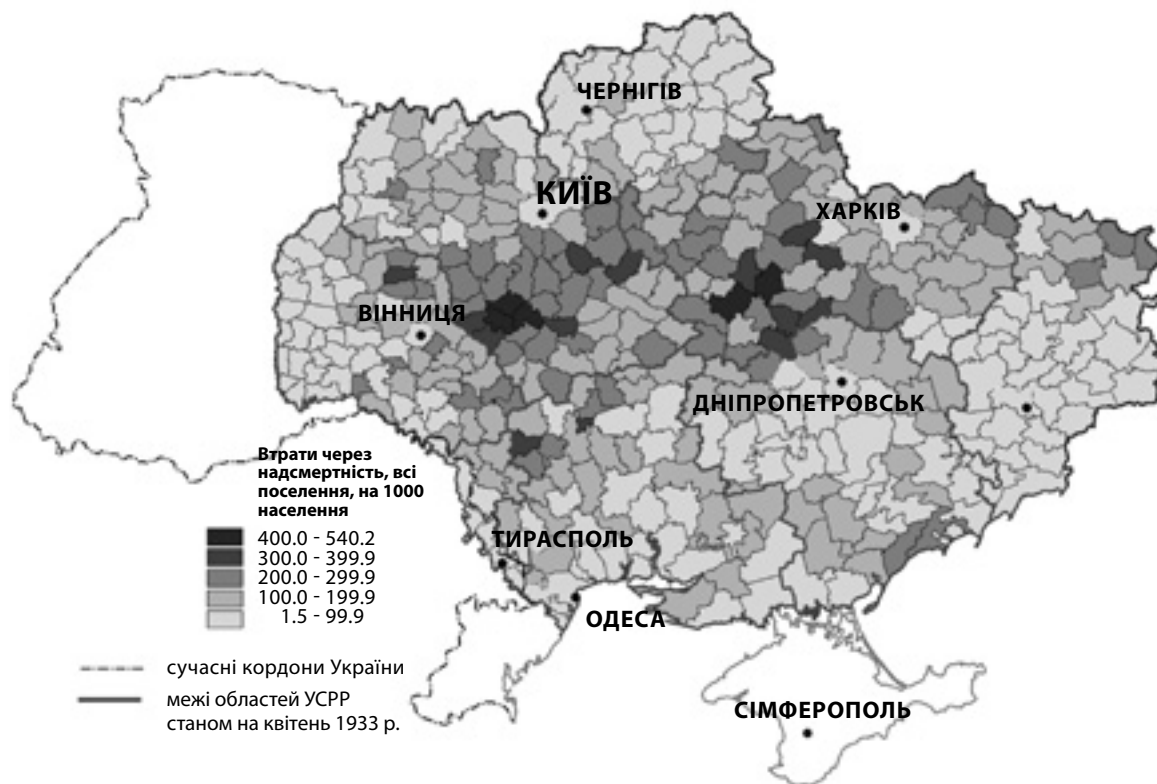 ЧЕРНІГІВ
КИЇВ
ХАРКІВ
ВІННИЦЯ
ДНІПРОПЕТРОВСЬК
Втрати через
надсмертність, всі
поселення, на 1000
населення
400.0 - 540.2
300.0 - 399.9
200.0 - 299.9
100.0 - 199.9
1.5 - 99.9
ТИРАСПОЛЬ
ОДЕСА
сучасні кордони України
межі областей УСРР
станом на квітень 1933 р.
СІМФЕРОПОЛЬ